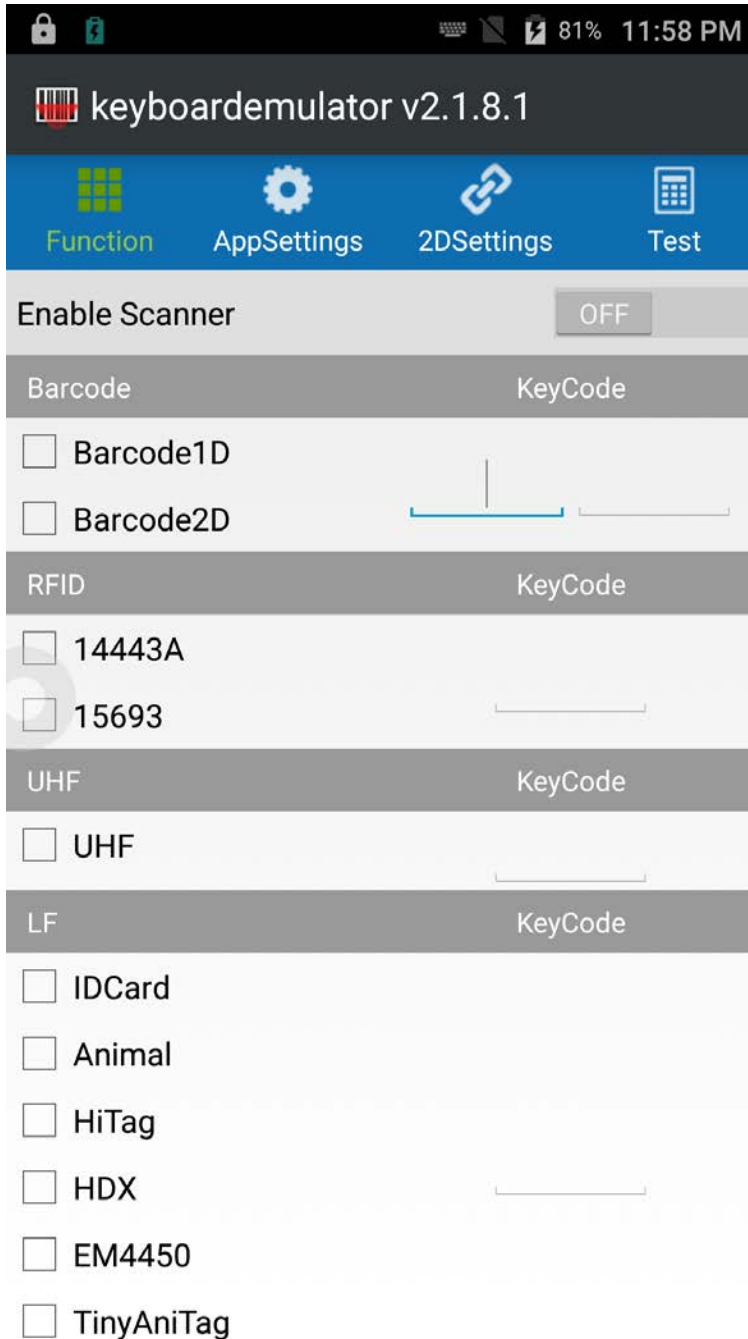 81% 11:58 PM
keyboardemulator v2.1.8.1
Function AppSettings 2DSettings Test
Enable Scanner OFF
Barcode KeyCode
Barcode1D
Barcode2D
RFID KeyCode
14443A
15693
UHF KeyCode
UHF
LF KeyCode
IDCard
Animal
HiTag
HDX
EM4450
TinyAniTag